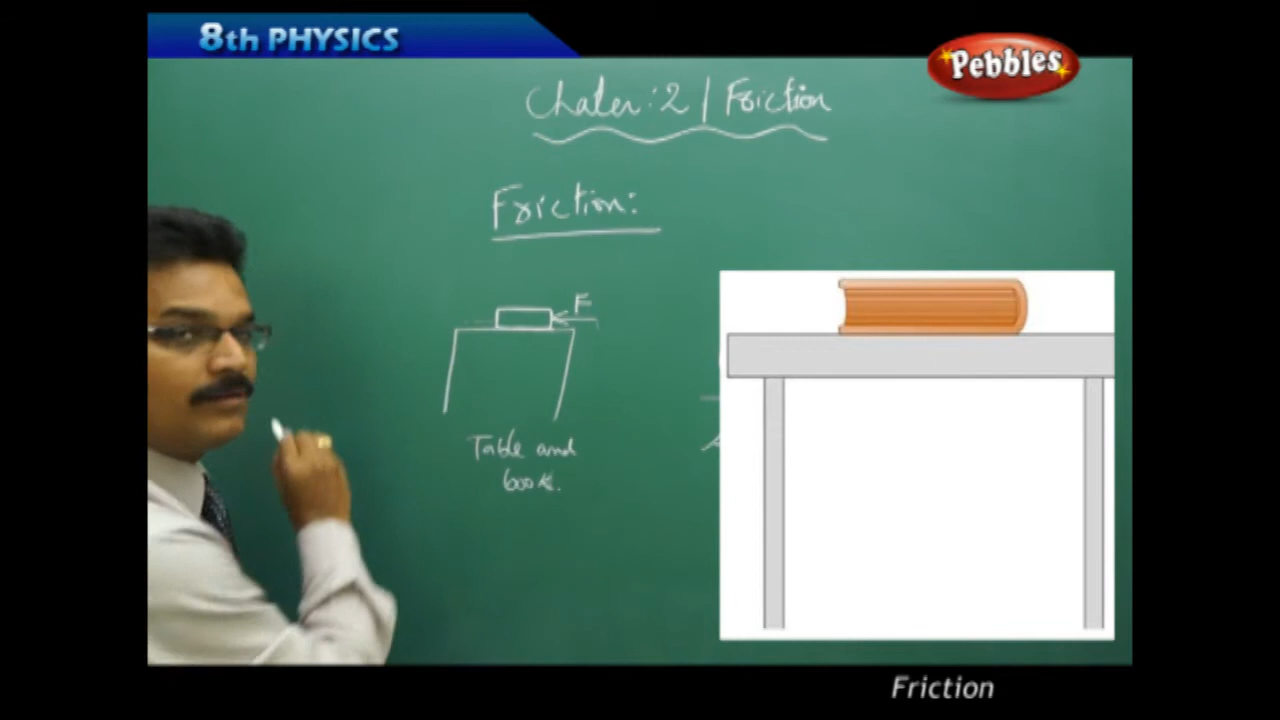 8th PHYSICS
Pebbles
Chater:2 | Friction
Friction:
F
Table and
book.
Friction